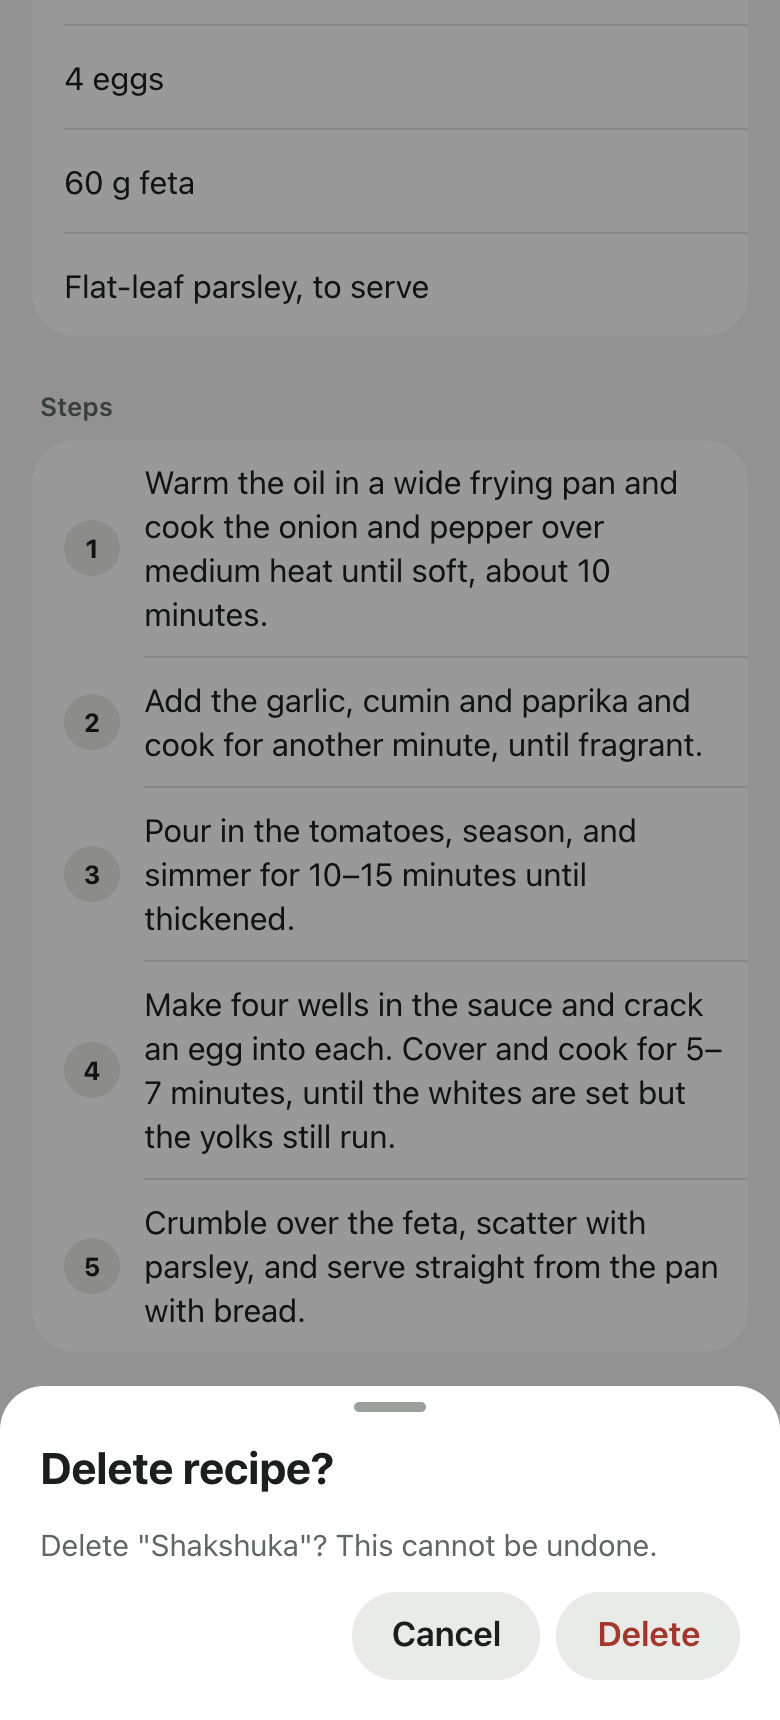 4 eggs
60 g feta
Flat-leaf parsley, to serve
Steps
1
Warm the oil in a wide frying pan and
cook the onion and pepper over
medium heat until soft, about 10
minutes.
2
Add the garlic, cumin and paprika and
cook for another minute, until fragrant.
3
Pour in the tomatoes, season, and
simmer for 10–15 minutes until
thickened.
4
Make four wells in the sauce and crack
an egg into each. Cover and cook for 5–
7 minutes, until the whites are set but
the yolks still run.
5
Crumble over the feta, scatter with
parsley, and serve straight from the pan
with bread.
Delete recipe?
Delete "Shakshuka"? This cannot be undone.
Cancel
Delete